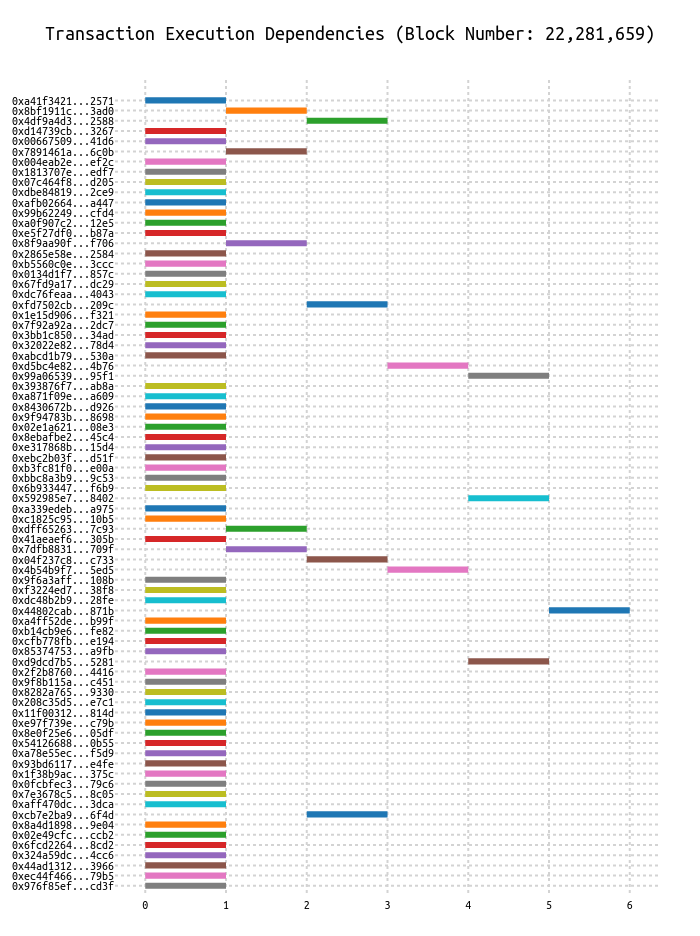 Transaction Execution Dependencies (Block Number: 22,281,659)
0xa41f3421...2571
0x8bf1911c...3ad0
0x4df9a4d3...2588
0xd14739cb...3267
0x00667509...41d6
0x7891461a...6c0b
0x004eab2e...ef2c
0x1813707e...edf7
0x07c464f8...d205
0xdbe84819...2ce9
0xafb02664...a447
0x99b62249...cfd4
0xa0f907c2...12e5
0xe5f27df0...b87a
0x8f9aa90f...f706
0x2865e58e...2584
0xb5560c0e...3ccc
0x0134d1f7...857c
0x67fd9a17...dc29
0xdc76feaa...4043
0xfd7502cb...209c
0x1e15d906...f321
0x7f92a92a...2dc7
0x3bb1c850...34ad
0x32022e82...78d4
0xabcd1b79...530a
0xd5bc4e82...4b76
0x99a06539...95f1
0x393876f7...ab8a
0xa871f09e...a609
0x8430672b...d926
0x9f94783b...8698
0x02e1a621...08e3
0x8ebafbe2...45c4
0xe317868b...15d4
0xebc2b03f...d51f
0xb3fc81f0...e00a
0xbbc8a3b9...9c53
0x6b933447...f6b9
0x592985e7...8402
0xa339edeb...a975
0xc1825c95...10b5
0xdff65263...7c93
0x41aeaef6...305b
0x7dfb8831...709f
0x04f237c8...c733
0x4b54b9f7...5ed5
0x9f6a3aff...108b
0xf3224ed7...38f8
0xdc48b2b9...28fe
0x44802cab...871b
0xa4ff52de...b99f
0xb14cb9e6...fe82
0xcfb778fb...e194
0x85374753...a9fb
0xd9dcd7b5...5281
0x2f2b8760...4416
0x9f8b115a...c451
0x8282a765...9330
0x208c35d5...e7c1
0x11f00312...814d
0xe97f739e...c79b
0x8e0f25e6...05df
0x54126688...0b55
0xa78e55ec...f5d9
0x93bd6117...e4fe
0x1f38b9ac...375c
0x0fcbfec3...79c6
0x7e3678c5...8c05
0xaff470dc...3dca
0xcb7e2ba9...6f4d
0x8a4d1898...9e04
0x02e49cfc...ccb2
0x6fcd2264...8cd2
0x324a59dc...4cc6
0x44ad1312...3966
0xec44f466...79b5
0x976f85ef...cd3f
0 1 2 3 4 5 6